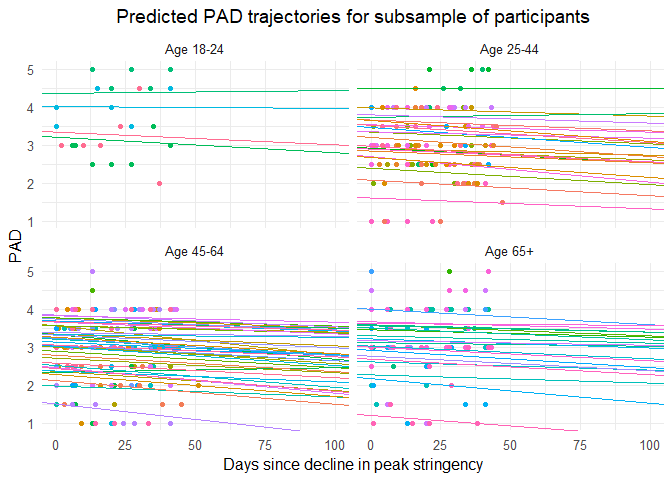 Predicted PAD trajectories for subsample of participants
Age 18-24
Age 25-44
5
4
3
2
1
PAD
Age 45-64
Age 65+
5
4
3
2
1
0 25 50 75 100 0 25 50 75 100
Days since decline in peak stringency